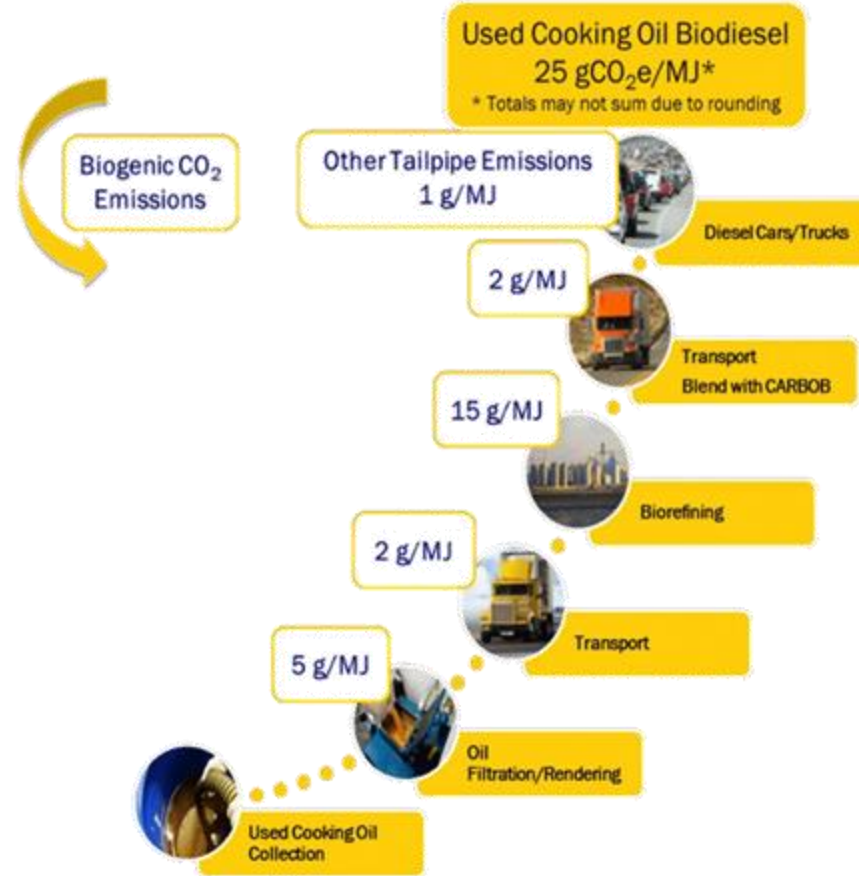 Used Cooking Oil Biodiesel
25 gCO₂e/MJ*
* Totals may not sum due to rounding
Biogenic CO₂
Emissions
Other Tailpipe Emissions
1 g/MJ
Diesel Cars/Trucks
2 g/MJ
Transport
Blend with CARBOB
15 g/MJ
Biorefining
2 g/MJ
Transport
5 g/MJ
Oil
Filtration/Rendering
Used Cooking Oil
Collection